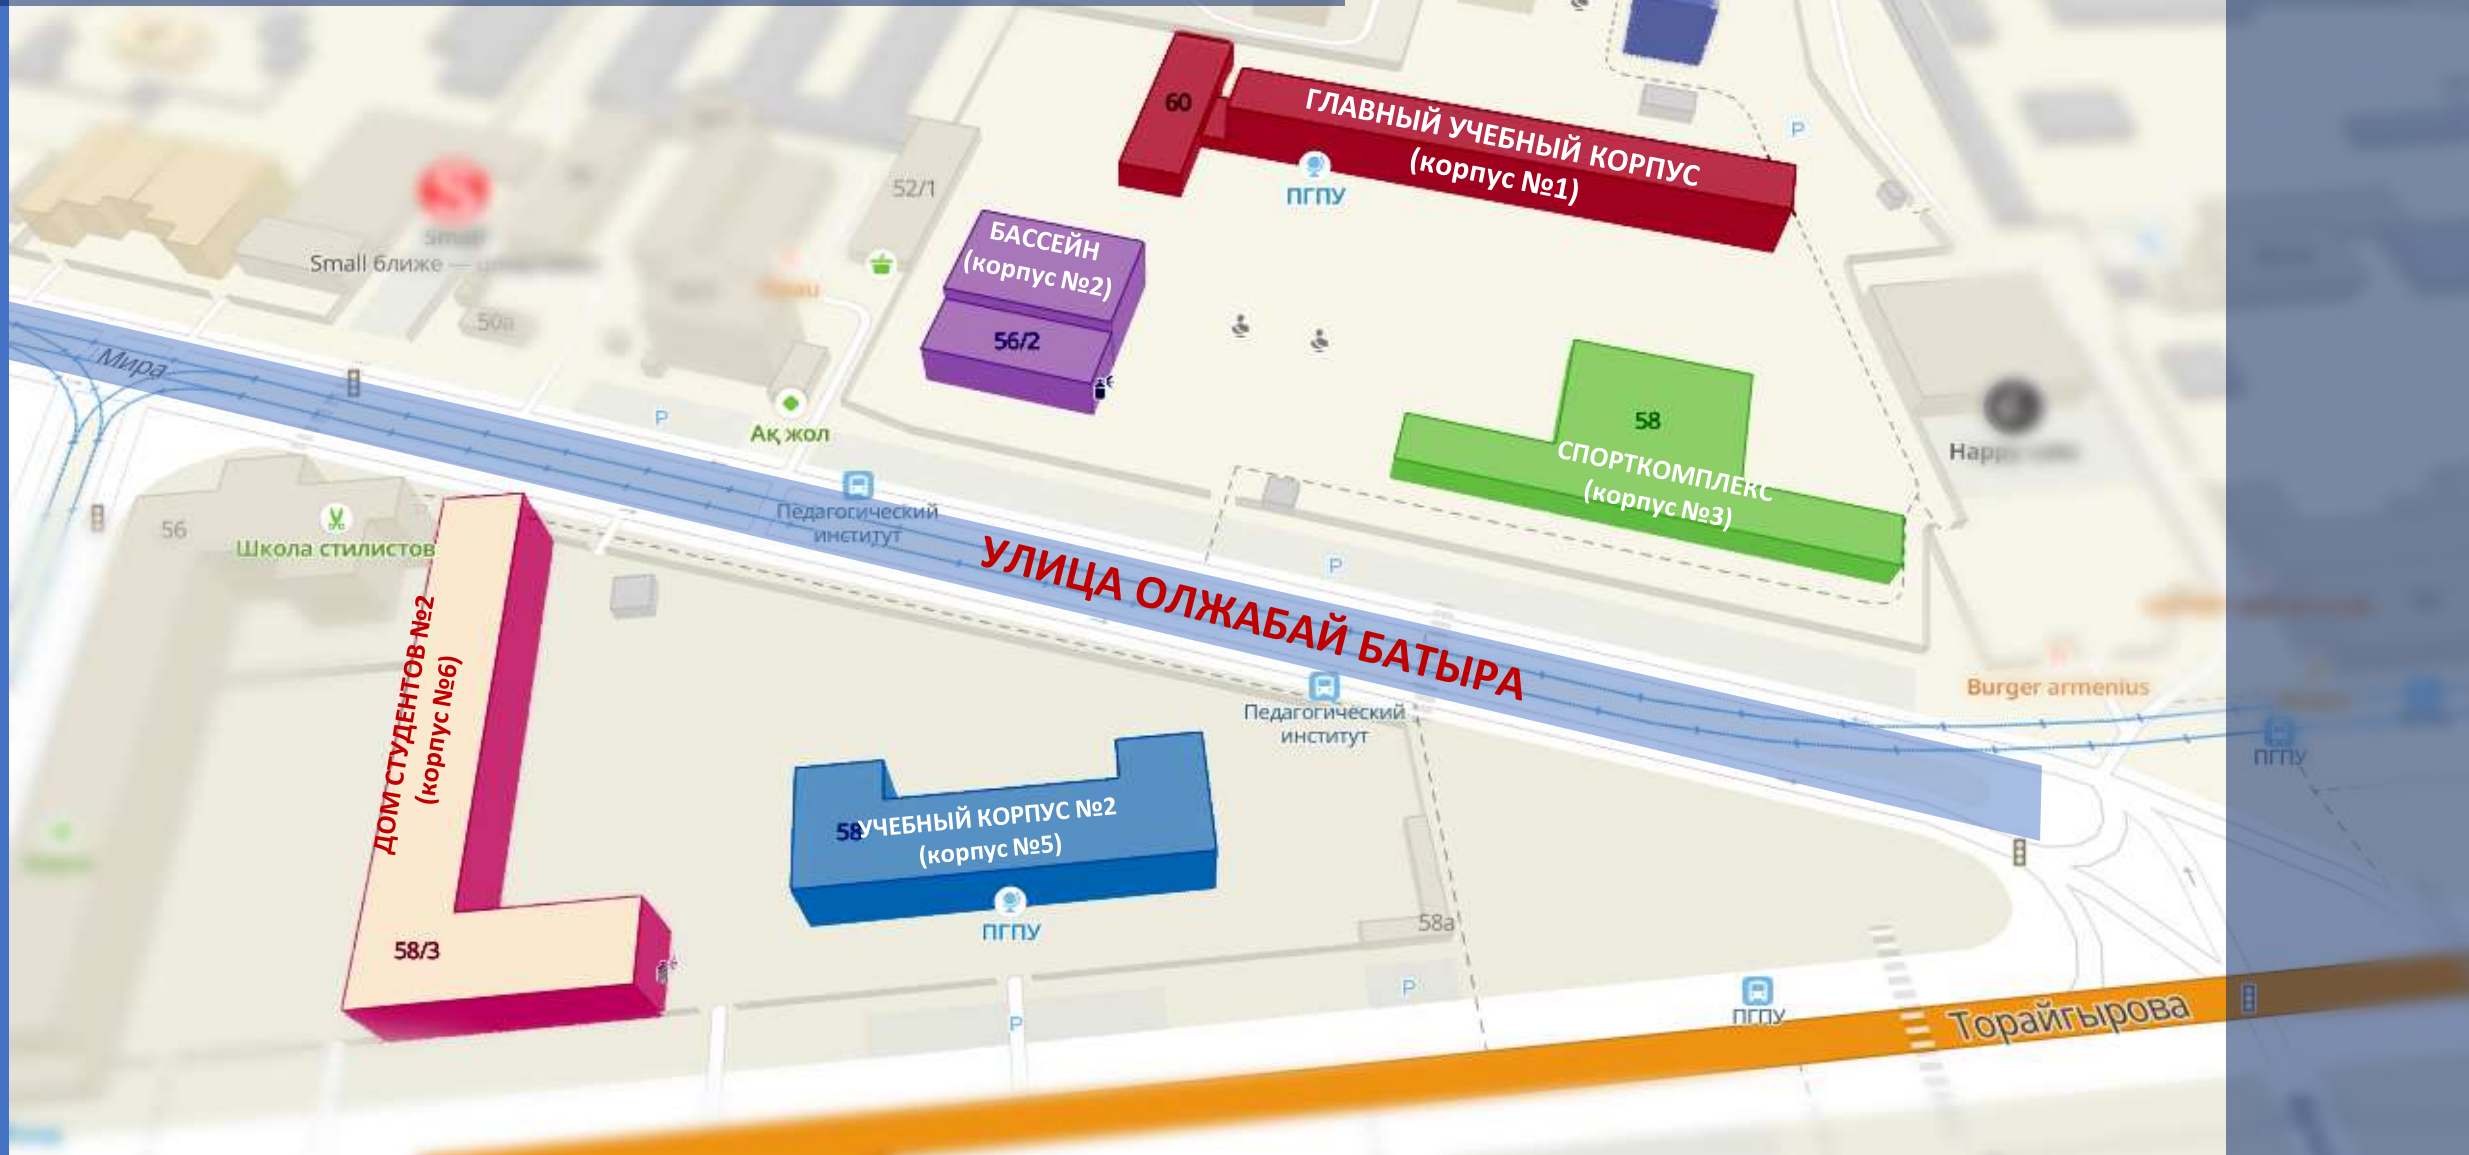 60
ГЛАВНЫЙ УЧЕБНЫЙ КОРПУС
(корпус №1)
P
ПГПУ
52/1
БАССЕЙН
(корпус №2)
56/2
Small
Small ближе —
50а
Мира
P
Ақ жол
58
СПОРТКОМПЛЕКС
(корпус №3)
Педагогический
институт
УЛИЦА ОЛЖАБАЙ БАТЫРА
P
56
Школа стилистов
ДОМ СТУДЕНТОВ №2
(корпус №6)
58/3
Педагогический
институт
Burger armenius
ПГПУ
58
УЧЕБНЫЙ КОРПУС №2
(корпус №5)
ПГПУ
58а
P
P
ПГПУ
Торайгырова